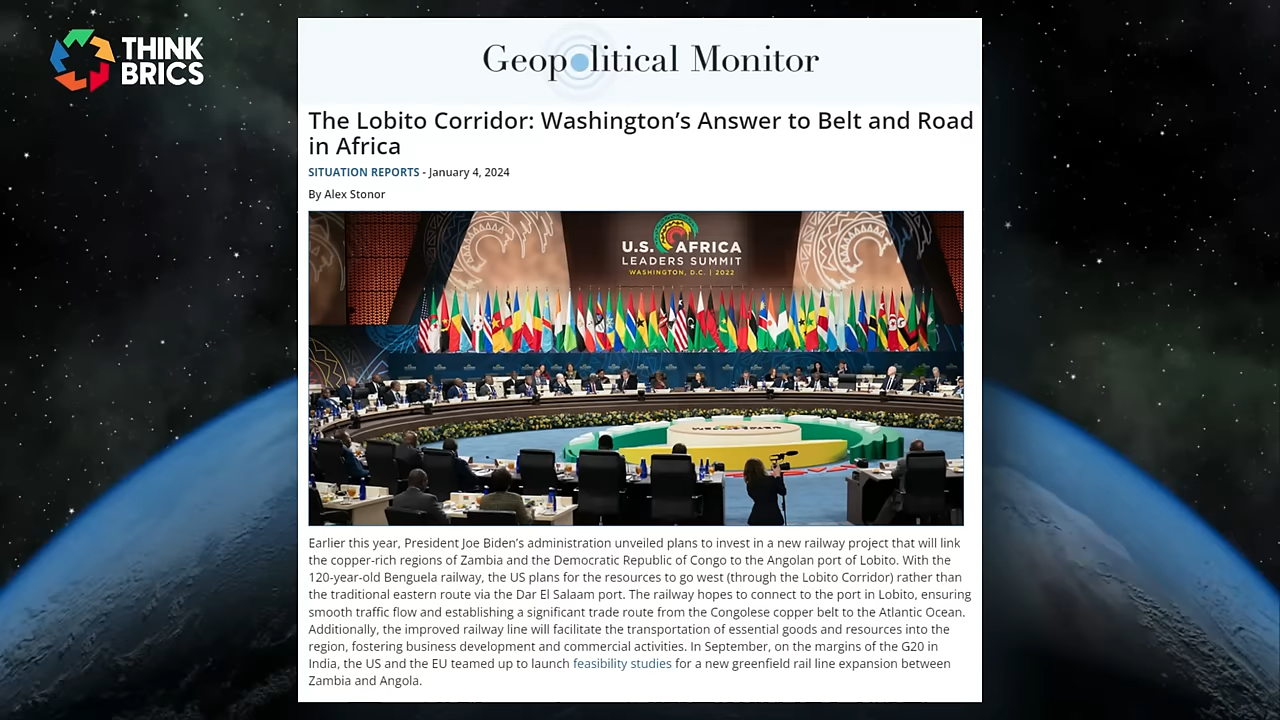 THINK
BRICS
Geopolitical Monitor
The Lobito Corridor: Washington’s Answer to Belt and Road
in Africa
SITUATION REPORTS - January 4, 2024
By Alex Stonor
U.S. AFRICA
LEADERS SUMMIT
WASHINGTON, D.C. | 2022
Earlier this year, President Joe Biden’s administration unveiled plans to invest in a new railway project that will link
the copper-rich regions of Zambia and the Democratic Republic of Congo to the Angolan port of Lobito. With the
120-year-old Benguela railway, the US plans for the resources to go west (through the Lobito Corridor) rather than
the traditional eastern route via the Dar El Salaam port. The railway hopes to connect to the port in Lobito, ensuring
smooth traffic flow and establishing a significant trade route from the Congolese copper belt to the Atlantic Ocean.
Additionally, the improved railway line will facilitate the transportation of essential goods and resources into the
region, fostering business development and commercial activities. In September, on the margins of the G20 in
India, the US and the EU teamed up to launch feasibility studies for a new greenfield rail line expansion between
Zambia and Angola.